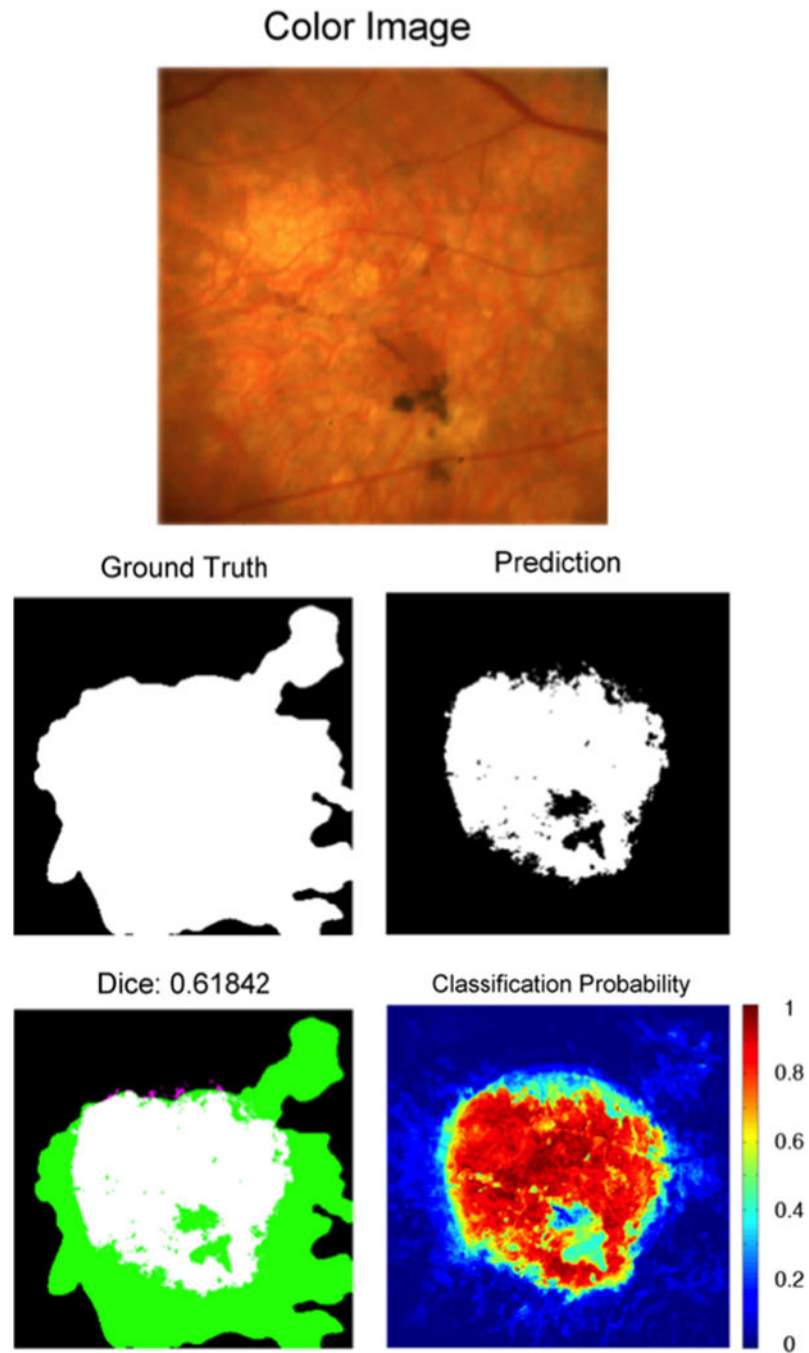 Color Image
Ground Truth
Prediction
Dice: 0.61842
Classification Probability
1
0.8
0.6
0.4
0.2
0